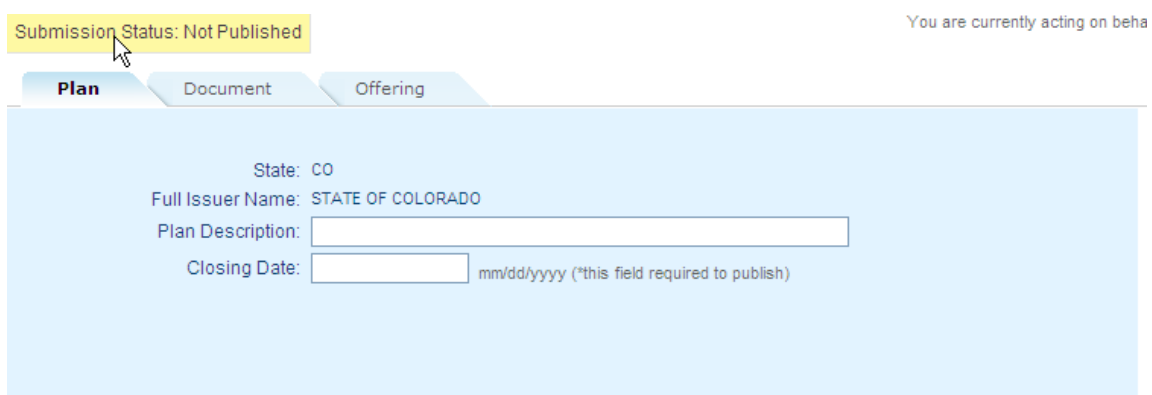 Submission Status: Not Published
You are currently acting on beha
Plan Document Offering
State: CO
Full Issuer Name: STATE OF COLORADO
Plan Description:
Closing Date: mm/dd/yyyy (*this field required to publish)